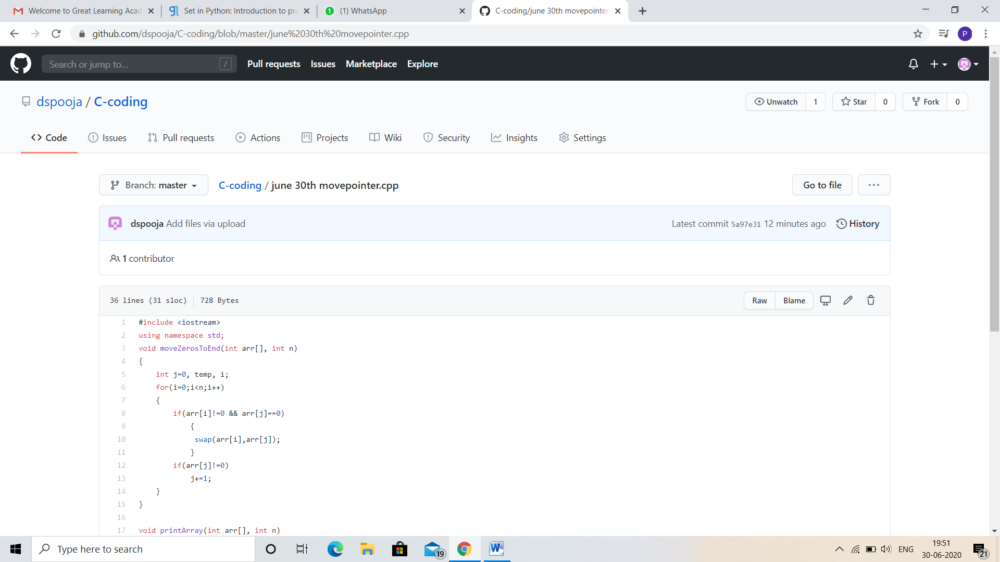 Welcome to Great Learning Acad
Set in Python: Introduction to pro
(1) WhatsApp
C-coding/june 30th movepointer
github.com/dspooja/C-coding/blob/master/june%2030th%20movepointer.cpp
P
Search or jump to...
/
Pull requests
Issues
Marketplace
Explore
dspooja / C-coding
Unwatch 1
Star 0
Fork 0
Code
Issues
Pull requests
Actions
Projects
Wiki
Security
Insights
Settings
Branch: master
C-coding / june 30th movepointer.cpp
Go to file
...
dspooja Add files via upload
Latest commit 5a97e31 12 minutes ago
History
1 contributor
36 lines (31 sloc)
728 Bytes
Raw
Blame
1 #include <iostream>
2 using namespace std;
3 void moveZerosToEnd(int arr[], int n)
4 {
5 int j=0, temp, i;
6 for(i=0;i<n;i++)
7 {
8 if(arr[i]!=0 && arr[j]==0)
9 {
10 swap(arr[i],arr[j]);
11 }
12 if(arr[j]!=0)
13 j+=1;
14 }
15 }
16
17 void printArray(int arr[], int n)
Type here to search
19
ENG
19:51
30-06-2020
21